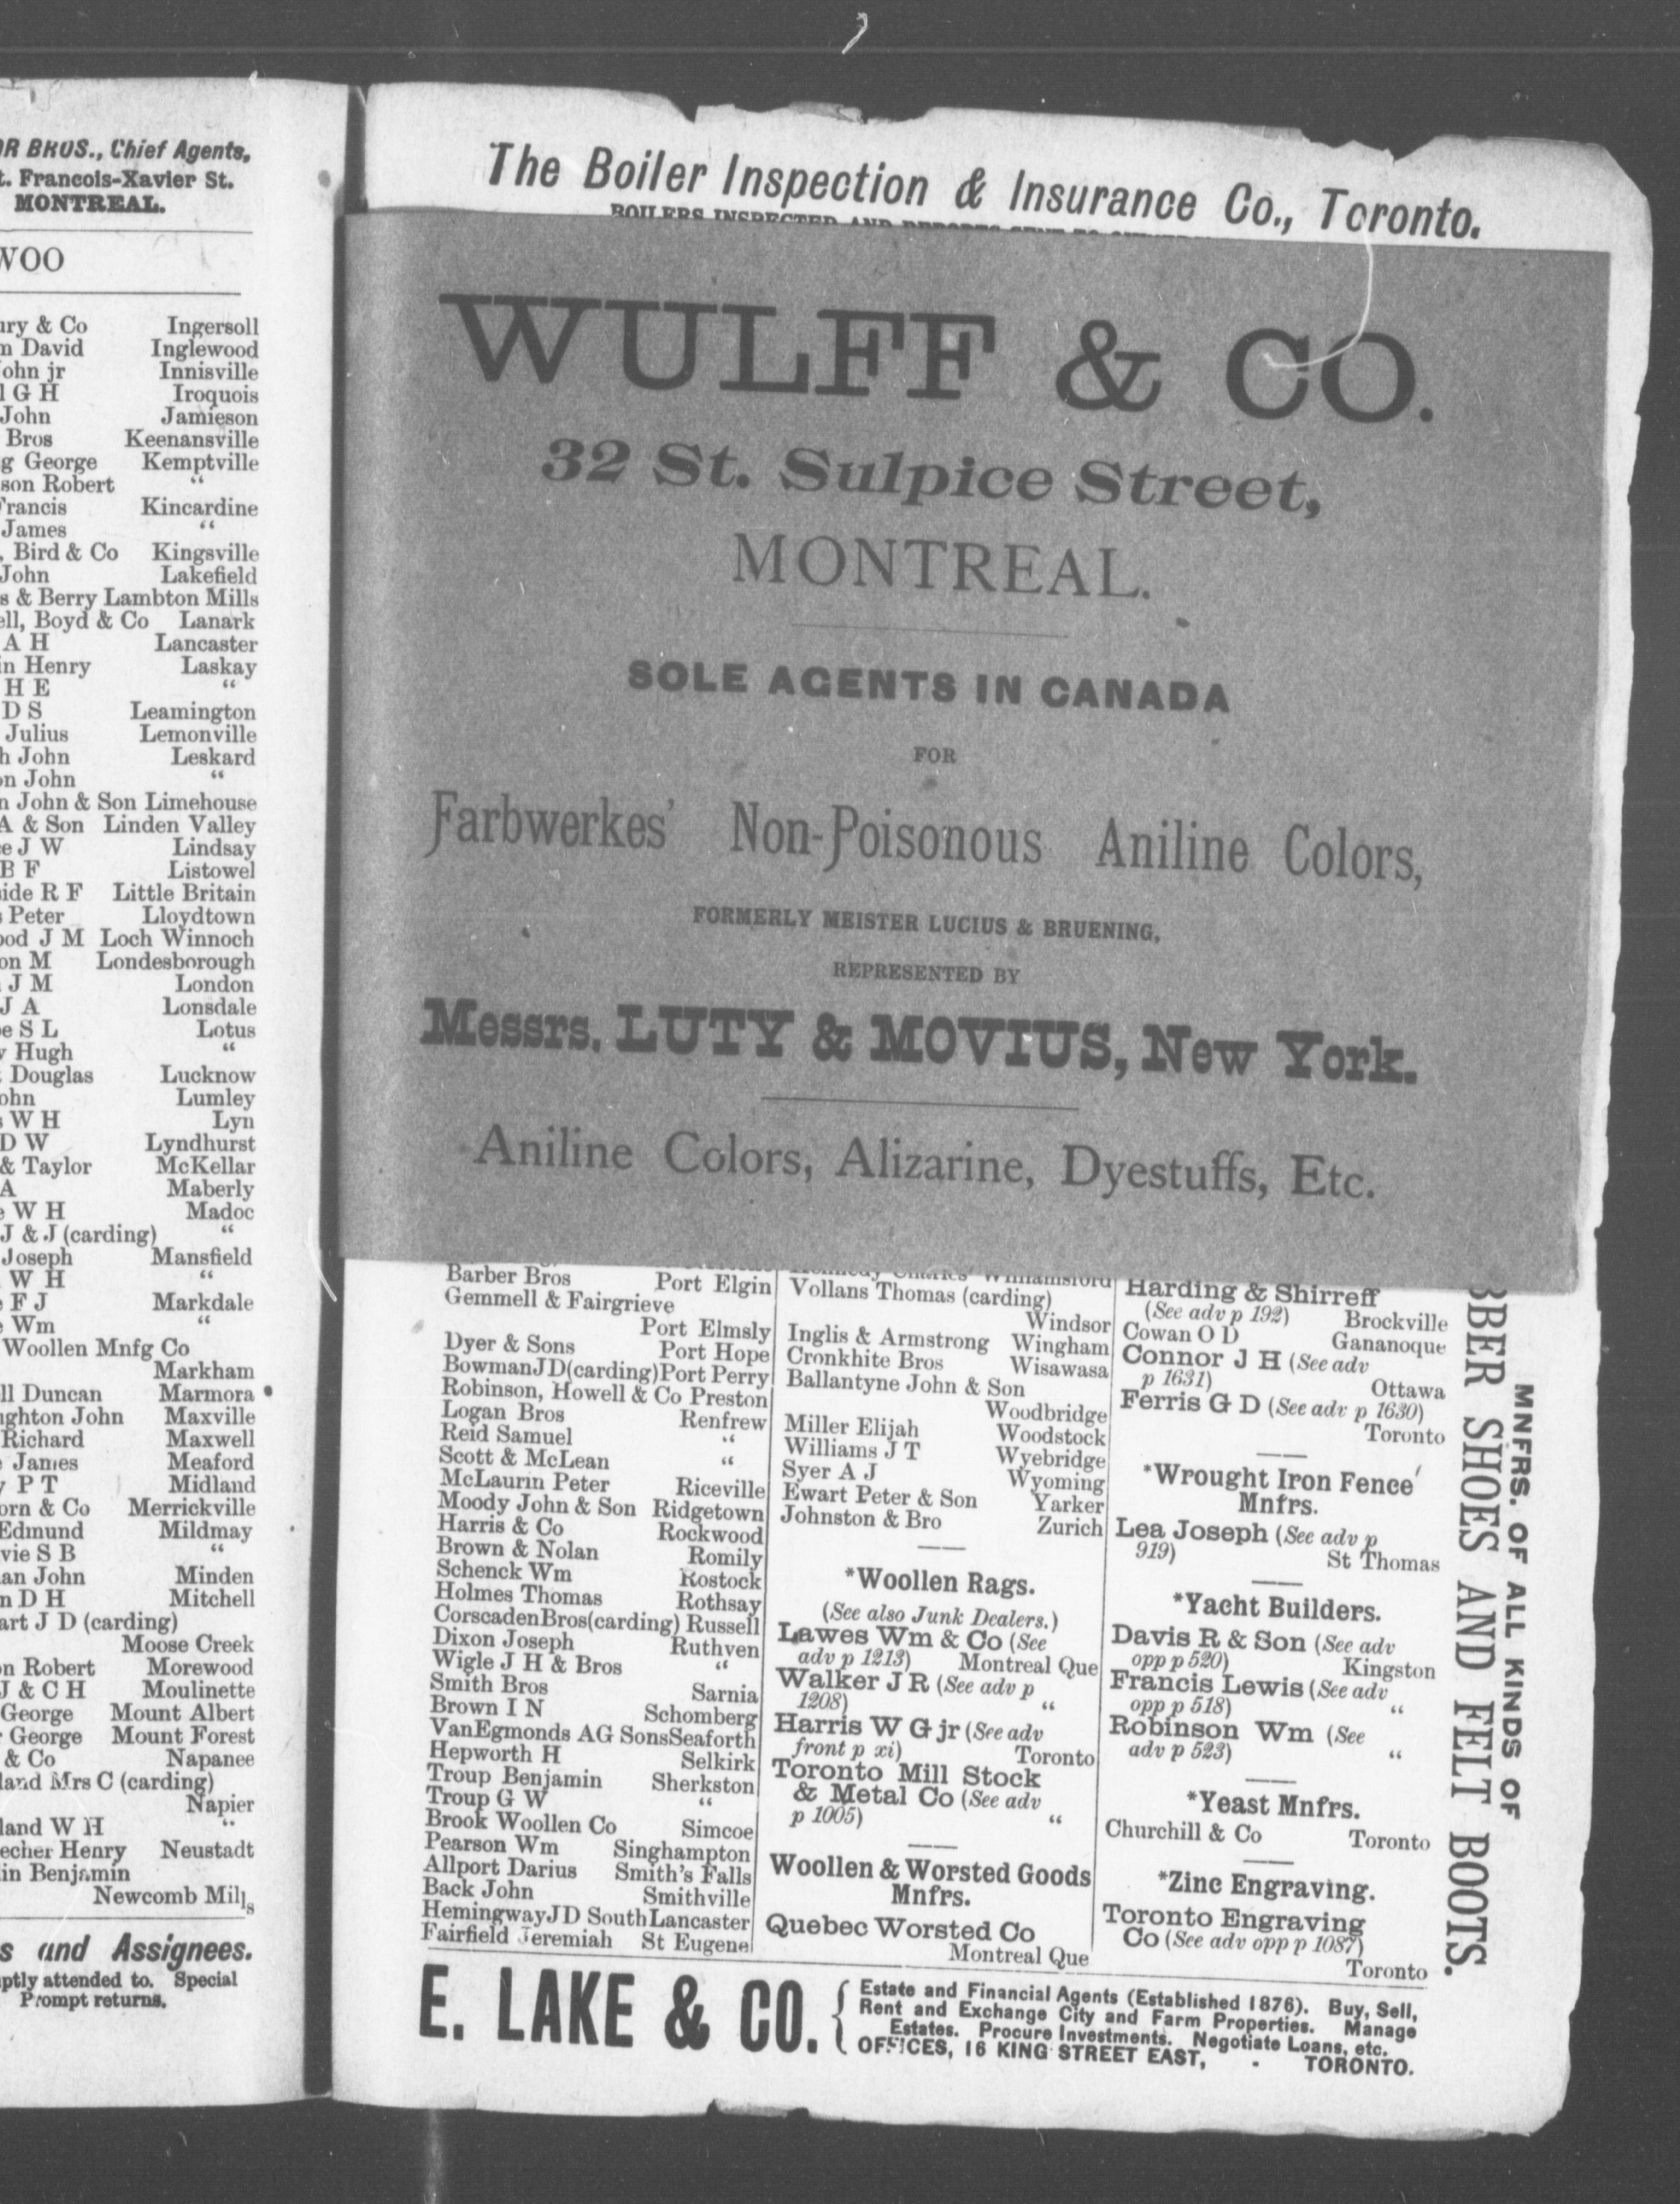 BROS., Chief Agents,
Francois-Xavier St.
MONTREAL.
WOO
& Co Ingersoll
David Inglewood
ohn jr Innisville
G H Iroquois
John Jamieson
Bros Keenansville
George Kemptville
son Robert "
Francis Kincardine
James "
Bird & Co Kingsville
John Lakefield
& Berry Lambton Mills
Boyd & Co Lanark
A H Lancaster
Henry Laskay
H E "
D S Leamington
Julius Lemonville
John Leskard
John "
John & Son Limehouse
A & Son Linden Valley
J W Lindsay
B F Listowel
R F Little Britain
Peter Lloydtown
J M Loch Winnoch
M Londesborough
J M London
J A Lonsdale
S L Lotus
Hugh "
Douglas Lucknow
ohn Lumley
W H Lyn
D W Lyndhurst
& Taylor McKellar
A Maberly
W H Madoc
J & J (carding) "
Joseph Mansfield
W H "
F J Markdale
Wm "
Woollen Mnfg Co
Markham
Duncan Marmora
John Maxville
Richard Maxwell
James Meaford
P T Midland
& Co Merrickville
Edmund Mildmay
S B "
John Minden
D H Mitchell
J D (carding)
Moose Creek
Robert Morewood
J & C H Moulinette
George Mount Albert
George Mount Forest
& Co Napanee
Mrs C (carding)
Napier
land W H "
Henry Neustadt
Benjamin
Newcomb Mills
and Assignees.
attended to. Special
Prompt returns.
The Boiler Inspection & Insurance Co., Toronto.
BOILERS INSPECTED AND REPORTS SENT TO
WULFF & CO.
32 St. Sulpice Street,
MONTREAL.
SOLE AGENTS IN CANADA
FOR
Farbwerkes' Non-Poisonous Aniline Colors,
FORMERLY MEISTER LUCIUS & BRUENING,
REPRESENTED BY
Messrs. LUTY & MOVIUS, New York.
Aniline Colors, Alizarine, Dyestuffs, Etc.
Barber Bros Port Elgin
Gemmell & Fairgrieve
Port Elmsly
Dyer & Sons Port Hope
BowmanJD(carding)Port Perry
Robinson, Howell & Co Preston
Logan Bros Renfrew
Reid Samuel "
Scott & McLean "
McLaurin Peter Riceville
Moody John & Son Ridgetown
Harris & Co Rockwood
Brown & Nolan Romily
Schenck Wm Rostock
Holmes Thomas Rothsay
CorscadenBros(carding) Russell
Dixon Joseph Ruthven
Wigle J H & Bros "
Smith Bros Sarnia
Brown I N Schomberg
VanEgmonds AG SonsSeaforth
Hepworth H Selkirk
Troup Benjamin Sherkston
Troup G W "
Brook Woollen Co Simcoe
Pearson Wm Singhampton
Allport Darius Smith's Falls
Back John Smithville
HemingwayJD SouthLancaster
Fairfield Jeremiah St Eugene
Kennedy Charles Williamsford
Vollans Thomas (carding)
Windsor
Inglis & Armstrong Wingham
Cronkhite Bros Wisawasa
Ballantyne John & Son
Woodbridge
Miller Elijah Woodstock
Williams J T Wyebridge
Syer A J Wyoming
Ewart Peter & Son Yarker
Johnston & Bro Zurich
*Woollen Rags.
(See also Junk Dealers.)
Lawes Wm & Co (See
adv p 1213) Montreal Que
Walker J R (See adv p
1208) "
Harris W G jr (See adv
front p xi) Toronto
Toronto Mill Stock
& Metal Co (See adv
p 1005) "
Woollen & Worsted Goods
Mnfrs.
Quebec Worsted Co
Montreal Que
Harding & Shirreff
(See adv p 192) Brockville
Cowan O D Gananoque
Connor J H (See adv
p 1631) Ottawa
Ferris G D (See adv p 1630)
Toronto
*Wrought Iron Fence
Mnfrs.
Lea Joseph (See adv p
919) St Thomas
*Yacht Builders.
Davis R & Son (See adv
opp p 520) Kingston
Francis Lewis (See adv
opp p 518) "
Robinson Wm (See
adv p 523) "
*Yeast Mnfrs.
Churchill & Co Toronto
*Zinc Engraving.
Toronto Engraving
Co (See adv opp p 1087)
Toronto
MNFRS. OF ALL KINDS OF
BBER SHOES AND FELT BOOTS.
E. LAKE & CO.
Estate and Financial Agents (Established 1876). Buy, Sell,
Rent and Exchange City and Farm Properties. Manage
Estates. Procure Investments. Negotiate Loans, etc.
OFFICES, 16 KING STREET EAST, - TORONTO.